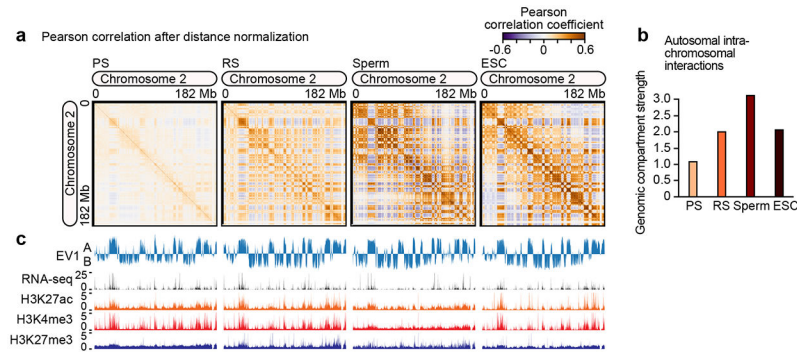 a Pearson correlation after distance normalization
Pearson
correlation coefficient
-0.6 0 0.6
PS RS Sperm ESC
Chromosome 2 Chromosome 2 Chromosome 2 Chromosome 2
0 182 Mb 0 182 Mb 0 182 Mb 0 182 Mb
Chromosome 2
0
182 Mb
b Autosomal intra-
chromosomal
interactions
Genomic compartment strength
3.0
2.5
2.0
1.5
1.0
0.5
0
PS RS Sperm ESC
c
EV1 A
B
RNA-seq 25
0
H3K27ac 5
0
H3K4me3 5
0
H3K27me3 5
0